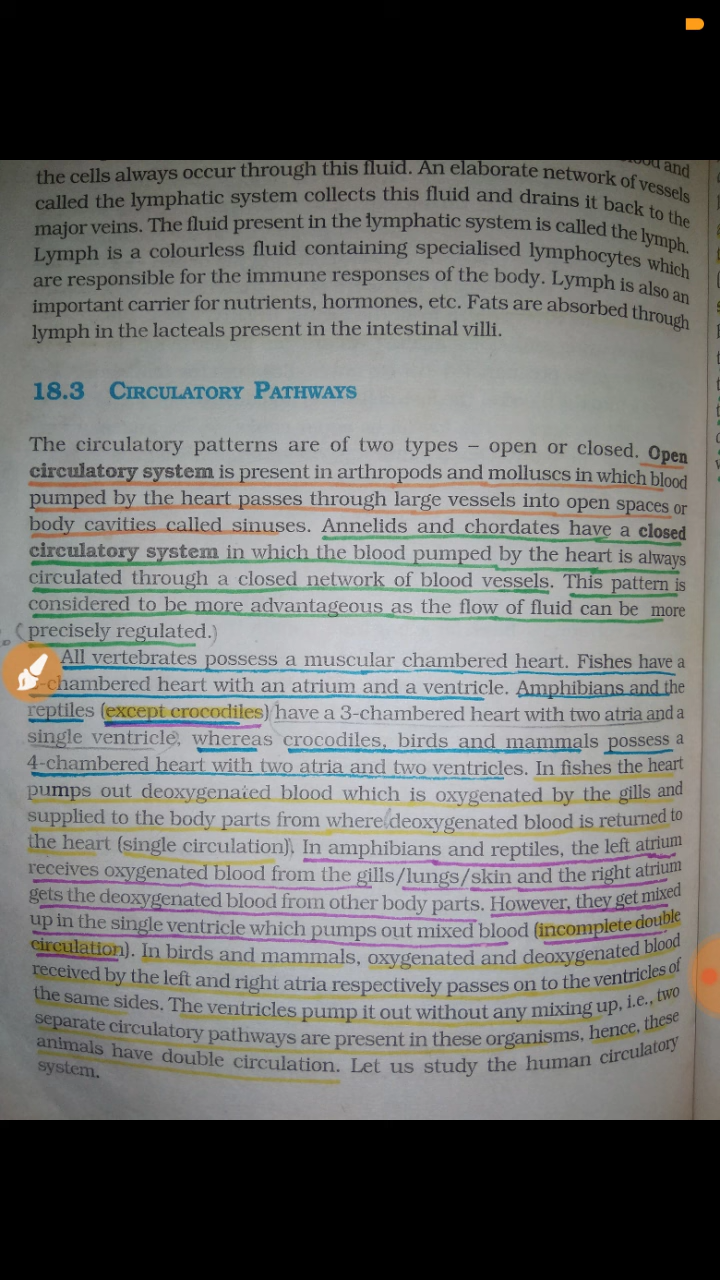 blood and
the cells always occur through this fluid. An elaborate network of vessels
called the lymphatic system collects this fluid and drains it back to the
major veins. The fluid present in the lymphatic system is called the lymph.
Lymph is a colourless fluid containing specialised lymphocytes which
are responsible for the immune responses of the body. Lymph is also an
important carrier for nutrients, hormones, etc. Fats are absorbed through
lymph in the lacteals present in the intestinal villi.
18.3 CIRCULATORY PATHWAYS
The circulatory patterns are of two types – open or closed. Open
circulatory system is present in arthropods and molluscs in which blood
pumped by the heart passes through large vessels into open spaces or
body cavities called sinuses. Annelids and chordates have a closed
circulatory system in which the blood pumped by the heart is always
circulated through a closed network of blood vessels. This pattern is
considered to be more advantageous as the flow of fluid can be more
precisely regulated.
All vertebrates possess a muscular chambered heart. Fishes have a
-chambered heart with an atrium and a ventricle. Amphibians and the
reptiles (except crocodiles) have a 3-chambered heart with two atria and a
single ventricle, whereas crocodiles, birds and mammals possess a
4-chambered heart with two atria and two ventricles. In fishes the heart
pumps out deoxygenated blood which is oxygenated by the gills and
supplied to the body parts from where deoxygenated blood is returned to
the heart (single circulation). In amphibians and reptiles, the left atrium
receives oxygenated blood from the gills/lungs/skin and the right atrium
gets the deoxygenated blood from other body parts. However, they get mixed
up in the single ventricle which pumps out mixed blood (incomplete double
circulation). In birds and mammals, oxygenated and deoxygenated blood
received by the left and right atria respectively passes on to the ventricles of
the same sides. The ventricles pump it out without any mixing up, i.e., two
separate circulatory pathways are present in these organisms, hence, these
animals have double circulation. Let us study the human circulatory
system.